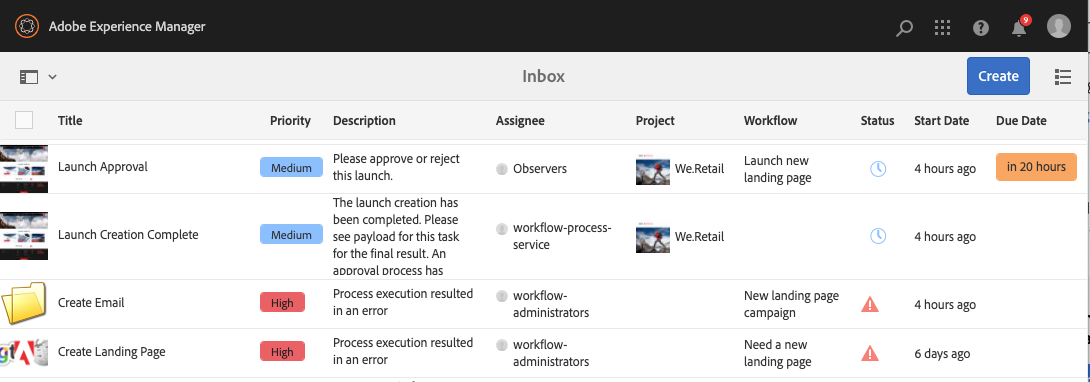 Adobe Experience Manager
9
Inbox
Create
Title Priority Description Assignee Project Workflow Status Start Date Due Date
Launch Approval
Medium
Please approve or reject
this launch.
Observers
We.Retail
Launch new
landing page
4 hours ago
in 20 hours
Launch Creation Complete
Medium
The launch creation has
been completed. Please
see payload for this task
for the final result. An
approval process has
workflow-process-
service
We.Retail
4 hours ago
Create Email
High
Process execution resulted
in an error
workflow-
administrators
New landing page
campaign
4 hours ago
Create Landing Page
High
Process execution resulted
in an error
workflow-
administrators
Need a new
landing page
6 days ago